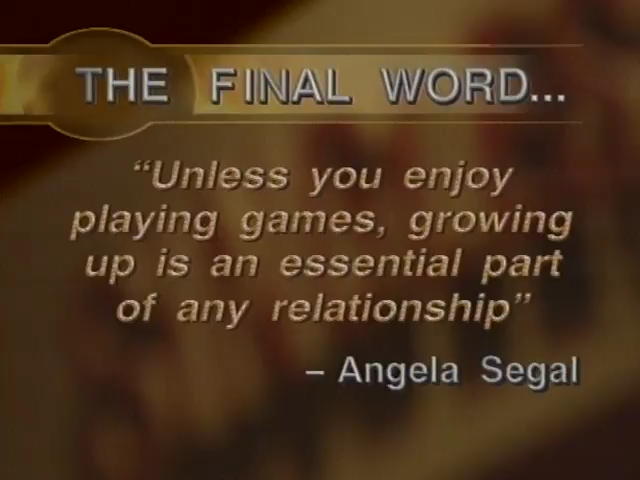 THE FINAL WORD...
“Unless you enjoy
playing games, growing
up is an essential part
of any relationship”
– Angela Segal